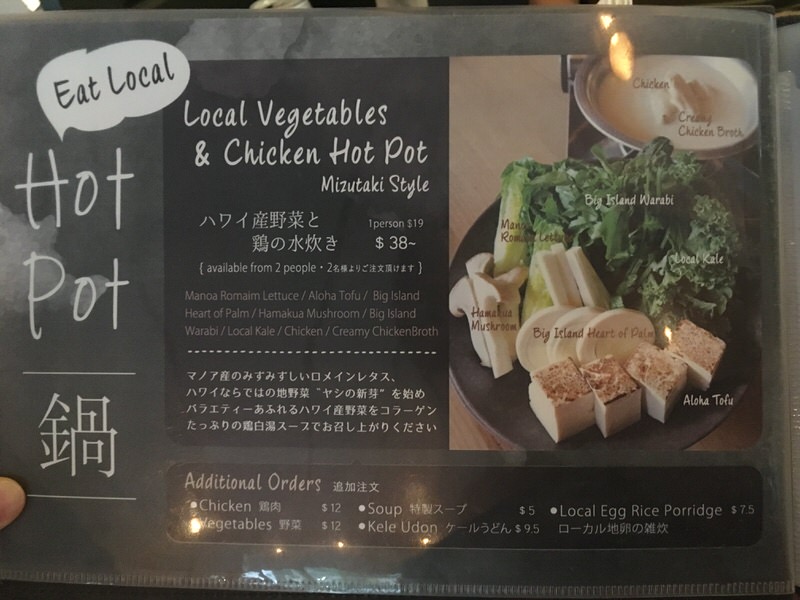 Eat Local
Hot
Pot
鍋
Local Vegetables
& Chicken Hot Pot
Mizutaki Style
ハワイ産野菜と 1person $19
鶏の水炊き $ 38~
{ available from 2 people・2名様よりご注文頂けます }
Manoa Romaim Lettuce / Aloha Tofu / Big Island
Heart of Palm / Hamakua Mushroom / Big Island
Warabi / Local Kale / Chicken / Creamy ChickenBroth
マノア産のみずみずしいロメインレタス、
ハワイならではの地野菜“ヤシの新芽”を始め
バラエティーあふれるハワイ産野菜をコラーゲン
たっぷりの鶏白湯スープでお召し上がりください
Chicken
Creamy
Chicken Broth
Big Island Warabi
Manoa
Romain Lettuce
Local Kale
Hamakua
Mushroom
Big Island Heart of Palm
Aloha Tofu
Additional Orders 追加注文
●Chicken 鶏肉 $ 12 ●Soup 特製スープ $ 5 ●Local Egg Rice Porridge $ 7.5
●Vegetables 野菜 $ 12 ●Kele Udon ケールうどん $ 9.5 ローカル地卵の雑炊